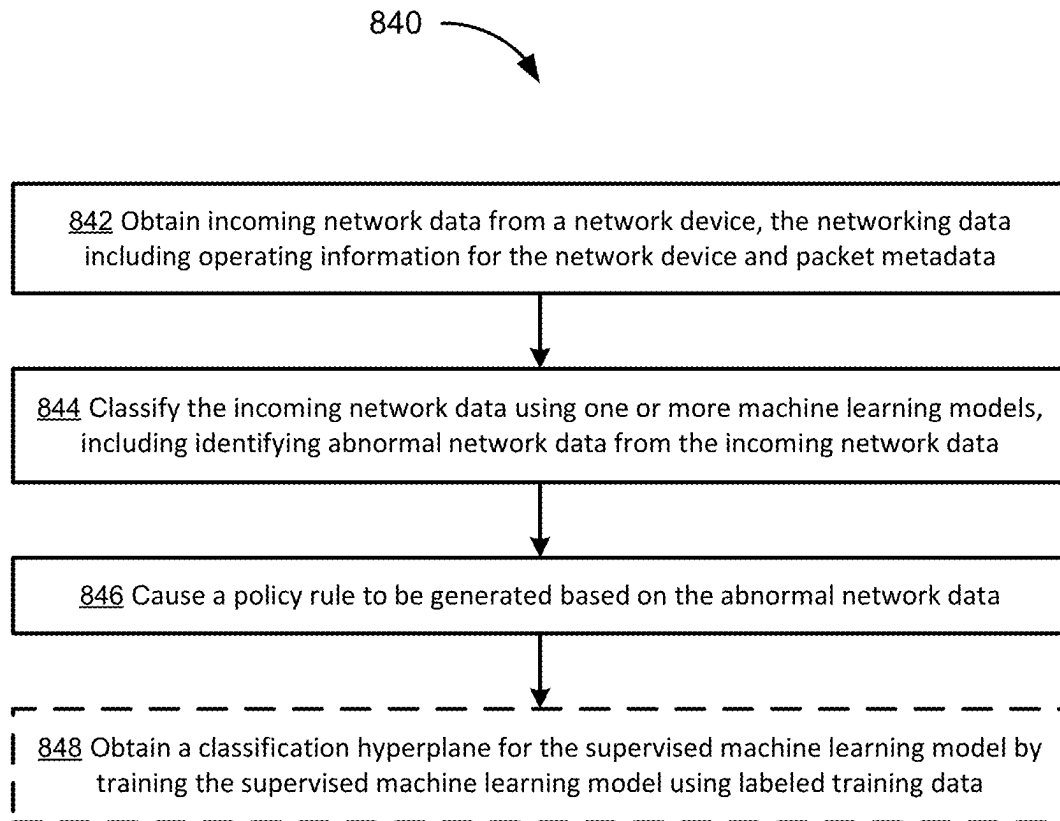 840
842 Obtain incoming network data from a network device, the networking data
including operating information for the network device and packet metadata
844 Classify the incoming network data using one or more machine learning models,
including identifying abnormal network data from the incoming network data
846 Cause a policy rule to be generated based on the abnormal network data
848 Obtain a classification hyperplane for the supervised machine learning model by
training the supervised machine learning model using labeled training data